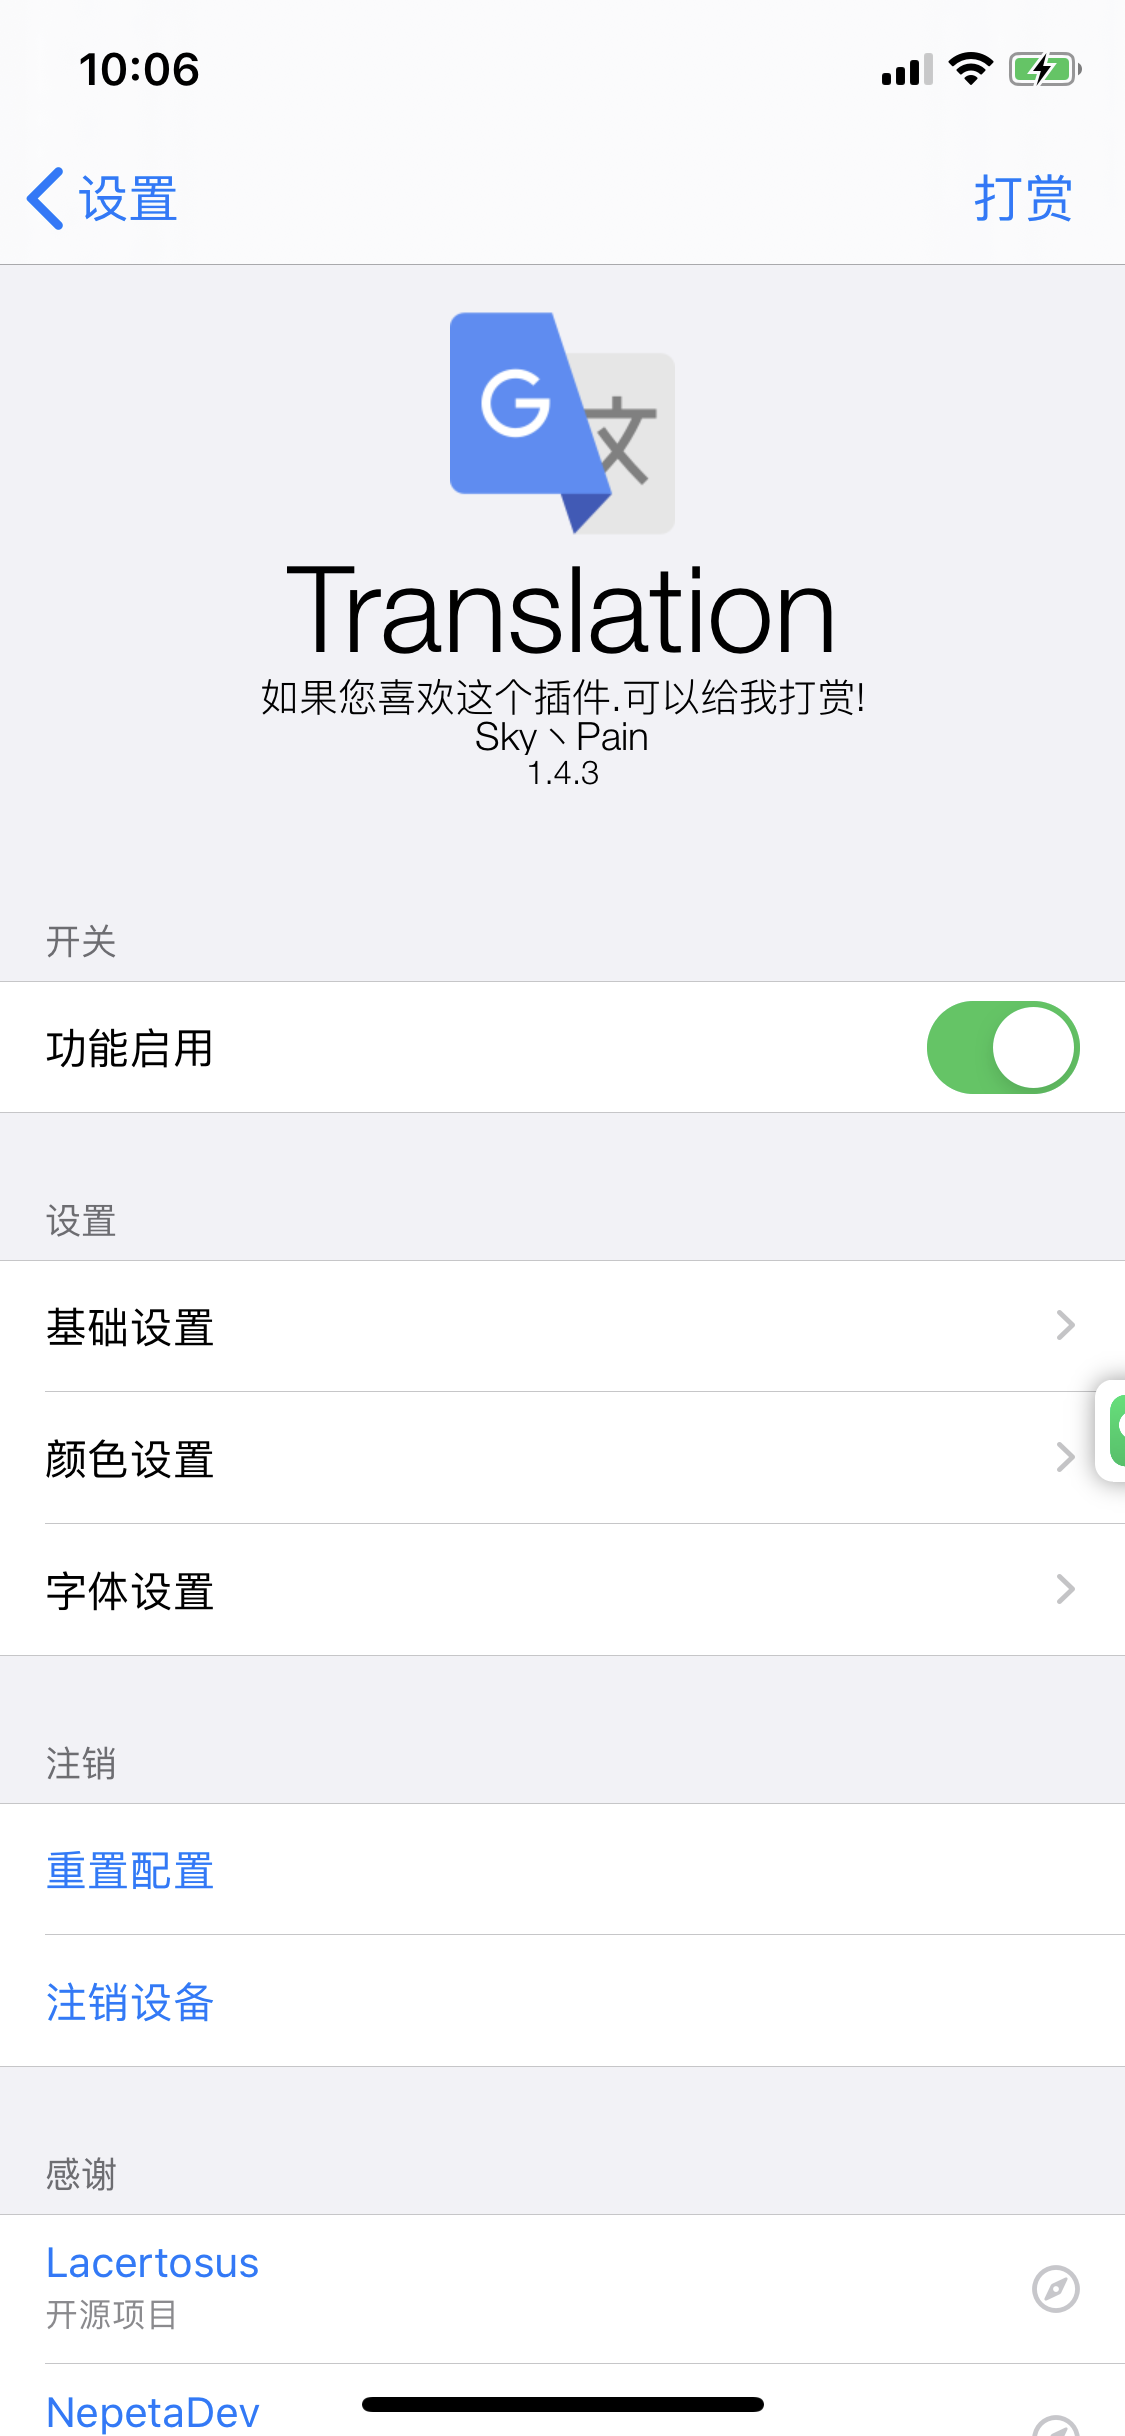 10:06
设置
打赏
G 文
Translation
如果您喜欢这个插件.可以给我打赏!
Sky丶Pain
1.4.3
开关
功能启用
设置
基础设置
颜色设置
字体设置
注销
重置配置
注销设备
感谢
Lacertosus
开源项目
NepetaDev